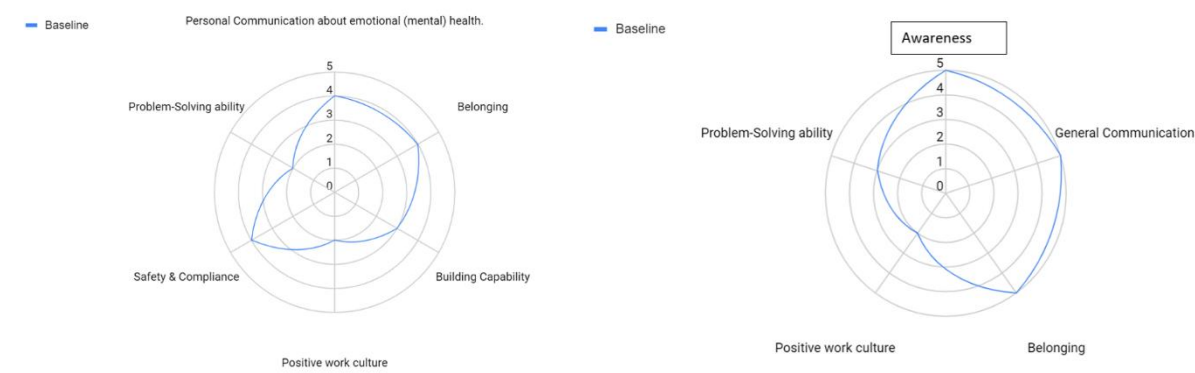 Baseline
Personal Communication about emotional (mental) health.
5
4
3
2
1
0
Problem-Solving ability
Belonging
Safety & Compliance
Building Capability
Positive work culture
Baseline
Awareness
5
4
3
2
1
0
Problem-Solving ability
General Communication
Positive work culture
Belonging